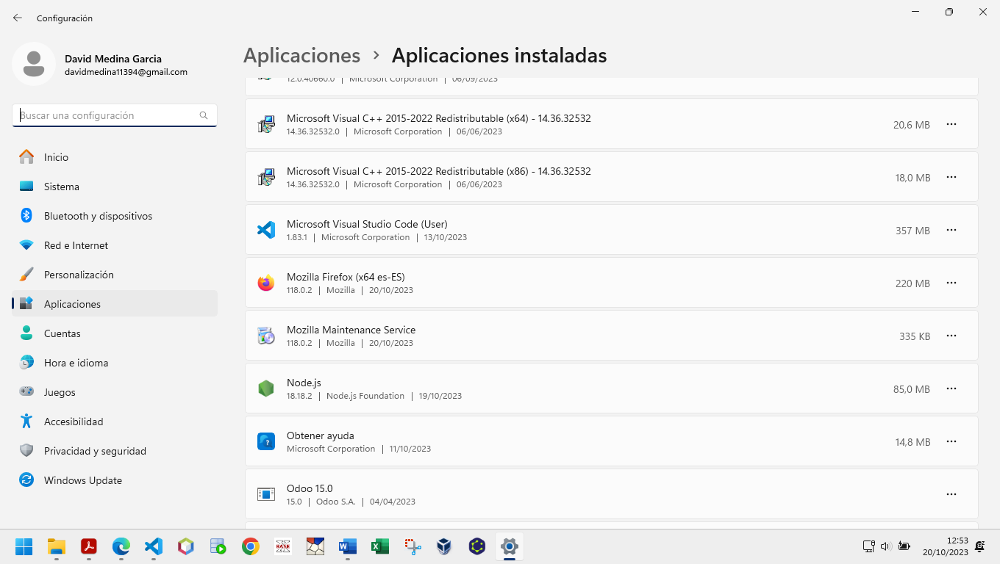 Configuración
David Medina Garcia
davidmedina11394@gmail.com
Buscar una configuración
Inicio
Sistema
Bluetooth y dispositivos
Red e Internet
Personalización
Aplicaciones
Cuentas
Hora e idioma
Juegos
Accesibilidad
Privacidad y seguridad
Windows Update
Aplicaciones › Aplicaciones instaladas
12.0.40660.0 | Microsoft Corporation | 06/09/2023
Microsoft Visual C++ 2015-2022 Redistributable (x64) - 14.36.32532
14.36.32532.0 | Microsoft Corporation | 06/06/2023
20,6 MB
Microsoft Visual C++ 2015-2022 Redistributable (x86) - 14.36.32532
14.36.32532.0 | Microsoft Corporation | 06/06/2023
18,0 MB
Microsoft Visual Studio Code (User)
1.83.1 | Microsoft Corporation | 13/10/2023
357 MB
Mozilla Firefox (x64 es-ES)
118.0.2 | Mozilla | 20/10/2023
220 MB
Mozilla Maintenance Service
118.0.2 | Mozilla | 20/10/2023
335 KB
Node.js
18.18.2 | Node.js Foundation | 19/10/2023
85,0 MB
Obtener ayuda
Microsoft Corporation | 11/10/2023
14,8 MB
Odoo 15.0
15.0 | Odoo S.A. | 04/04/2023
BASE
12:53
20/10/2023